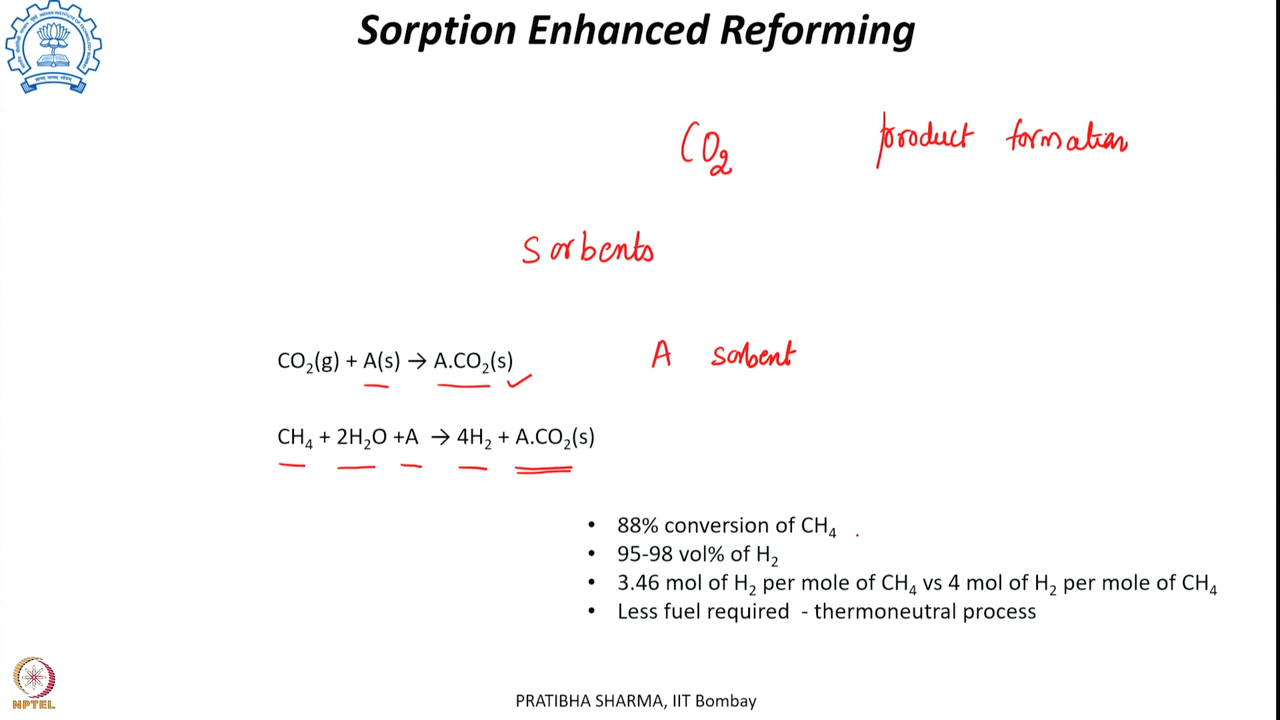 Sorption Enhanced Reforming
CO₂ product formation
Sorbents
CO₂(g) + A(s) → A.CO₂(s) A sorbent
CH₄ + 2H₂O +A → 4H₂ + A.CO₂(s)
• 88% conversion of CH₄
• 95-98 vol% of H₂
• 3.46 mol of H₂ per mole of CH₄ vs 4 mol of H₂ per mole of CH₄
• Less fuel required - thermoneutral process
NPTEL
PRATIBHA SHARMA, IIT Bombay